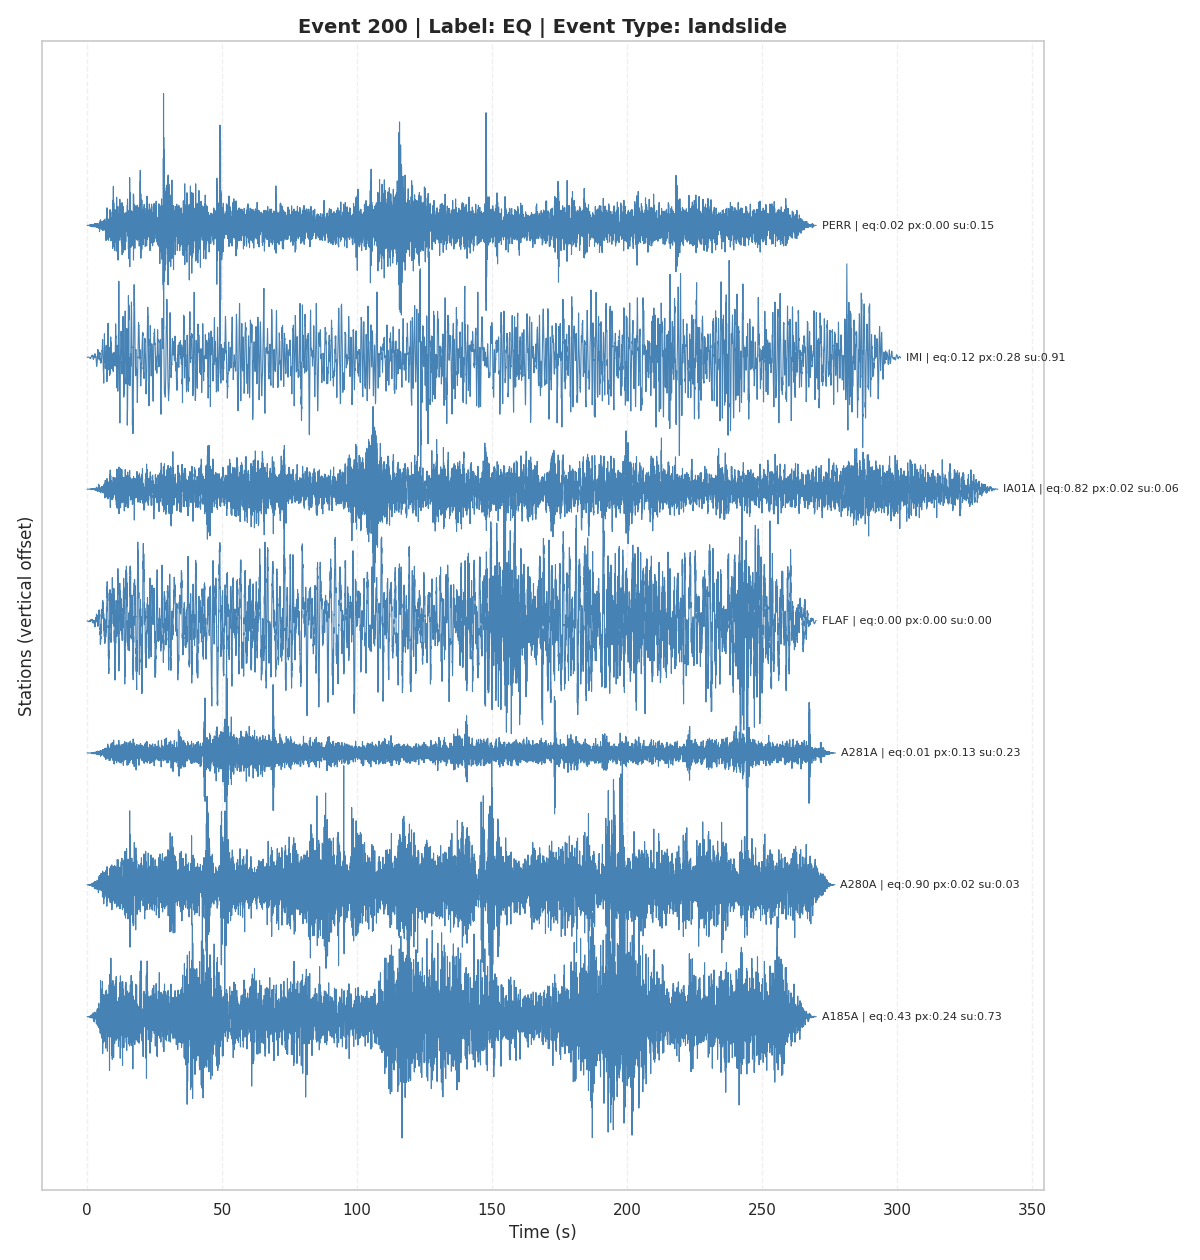 Event 200 | Label: EQ | Event Type: landslide
PERR | eq:0.02 px:0.00 su:0.15
IMI | eq:0.12 px:0.28 su:0.91
IA01A | eq:0.82 px:0.02 su:0.06
FLAF | eq:0.00 px:0.00 su:0.00
A281A | eq:0.01 px:0.13 su:0.23
A280A | eq:0.90 px:0.02 su:0.03
A185A | eq:0.43 px:0.24 su:0.73
Stations (vertical offset)
0 50 100 150 200 250 300 350
Time (s)